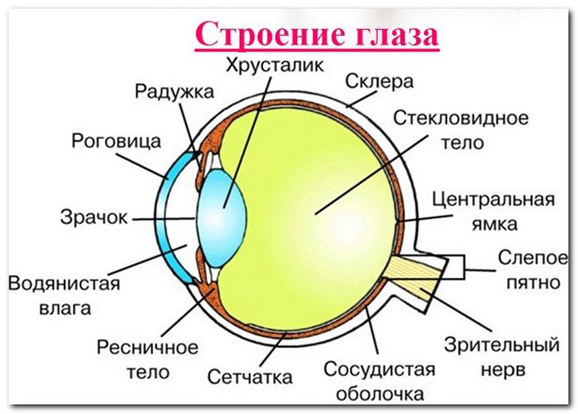 Строение глаза
Хрусталик
Радужка
Склера
Роговица
Стекловидное
тело
Зрачок
Центральная
ямка
Водянистая
влага
Слепое
пятно
Ресничное
тело
Сетчатка
Сосудистая
оболочка
Зрительный
нерв